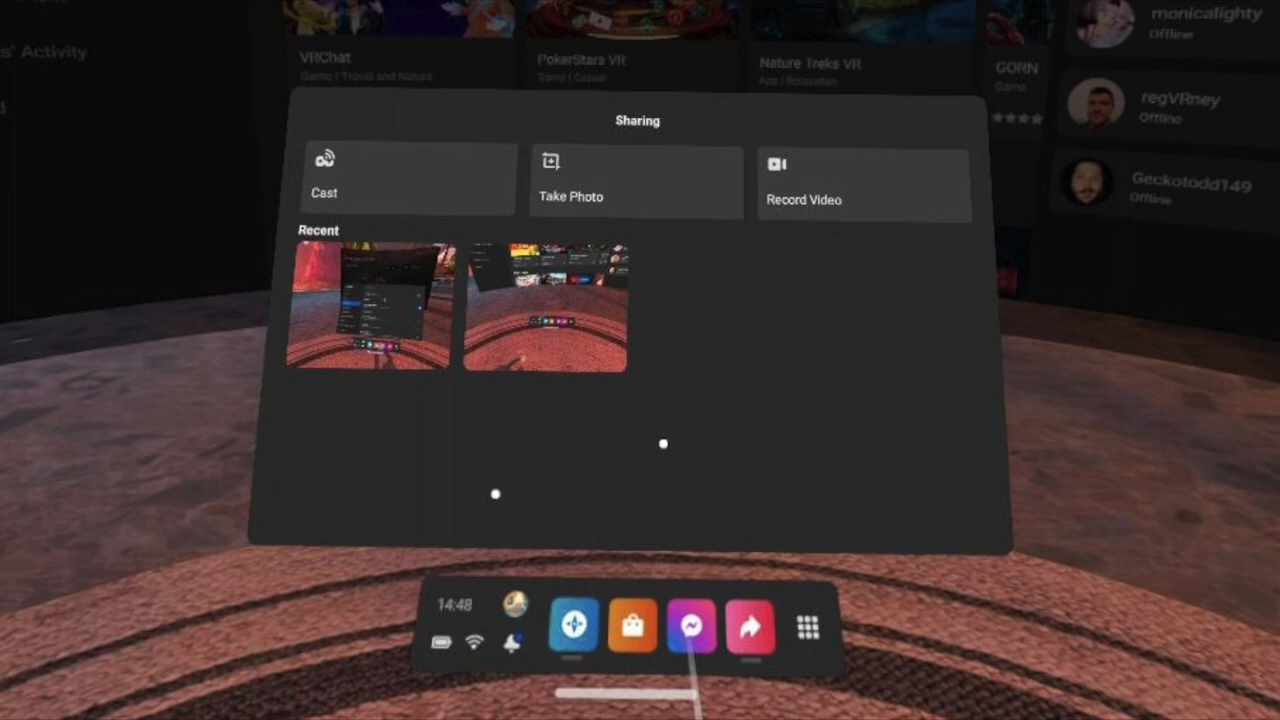 s' Activity
VRChat
Game | Travel and Nature
PokerStars VR
Game | Casual
Nature Treks VR
App | Relaxation
GORN
Game
monicalighty
Offline
regVRney
Offline
Geckotodd149
Offline
Sharing
Cast
Take Photo
Record Video
Recent
14:48